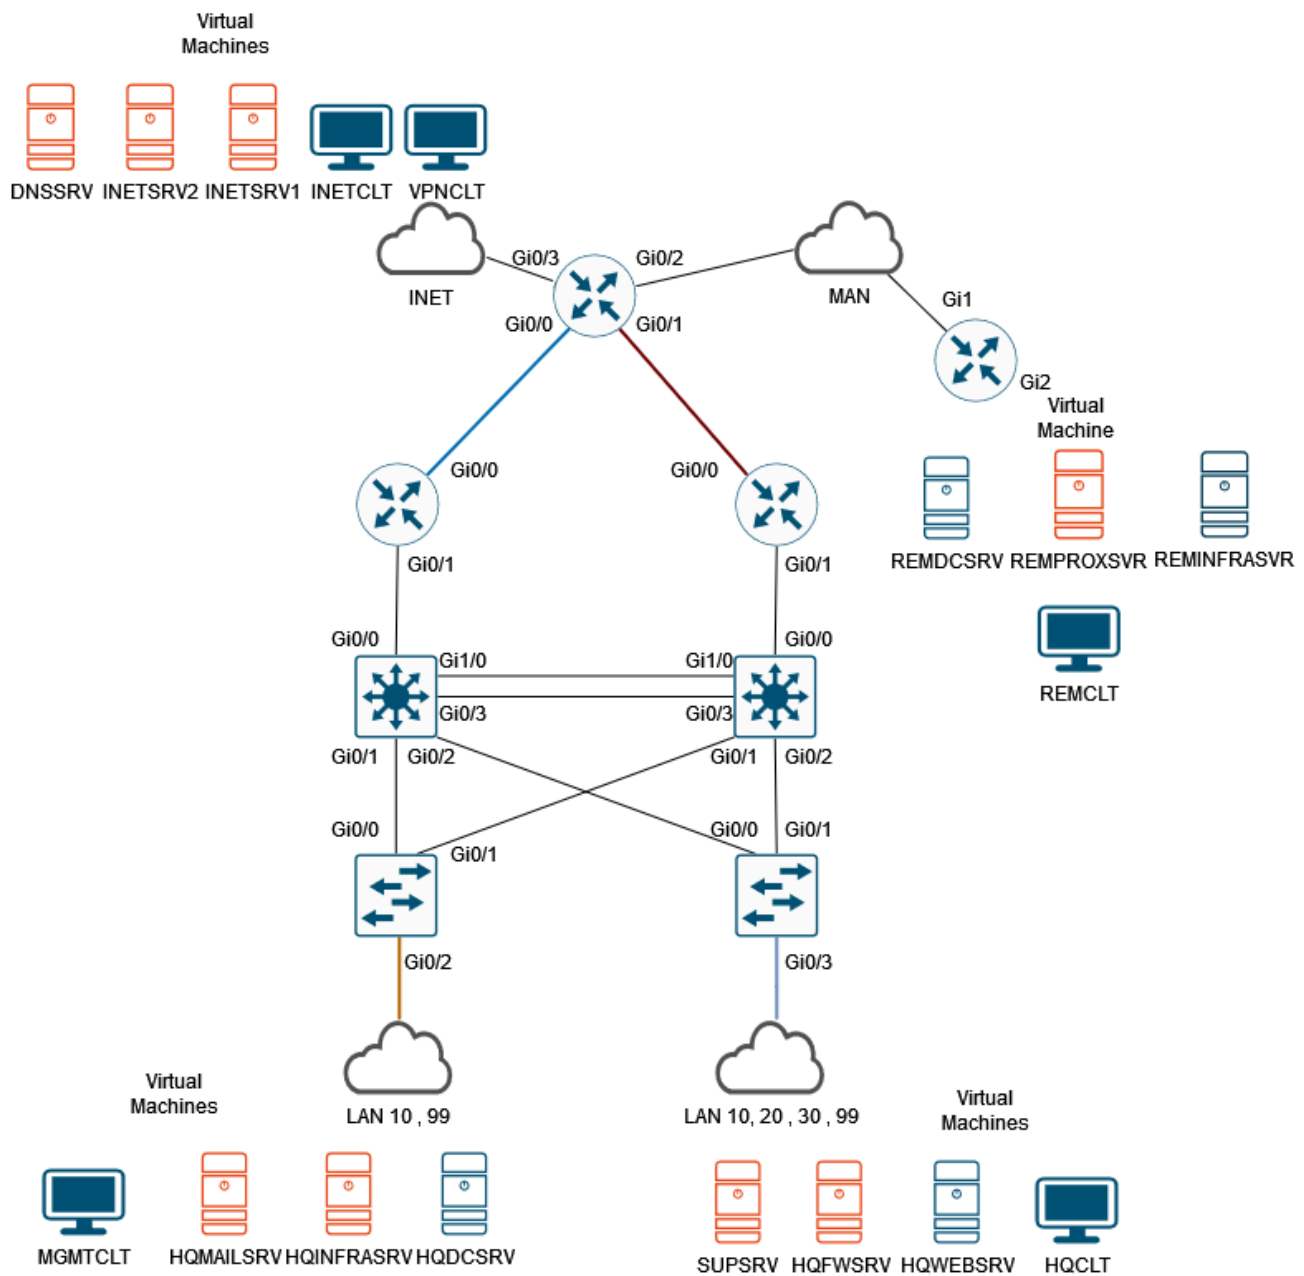 Virtual
Machines
DNSSRV
INETSRV2
INETSRV1
INETCLT
VPNCLT
Gi0/3
Gi0/2
INET
MAN
Gi0/0
Gi0/1
Gi1
Gi2
Virtual
Machine
Gi0/0
Gi0/0
REMDCSRV
REMPROXSVR
REMINFRASVR
Gi0/1
Gi0/1
Gi0/0
Gi0/0
Gi1/0
Gi1/0
REMCLT
Gi0/3
Gi0/3
Gi0/1
Gi0/2
Gi0/1
Gi0/2
Gi0/0
Gi0/1
Gi0/0
Gi0/1
Gi0/2
Gi0/3
LAN 10 , 99
LAN 10, 20 , 30 , 99
Virtual
Machines
Virtual
Machines
MGMTCLT
HQMAILSRV
HQINFRASRV
HQDCSRV
SUPSRV
HQFWSRV
HQWEBSRV
HQCLT